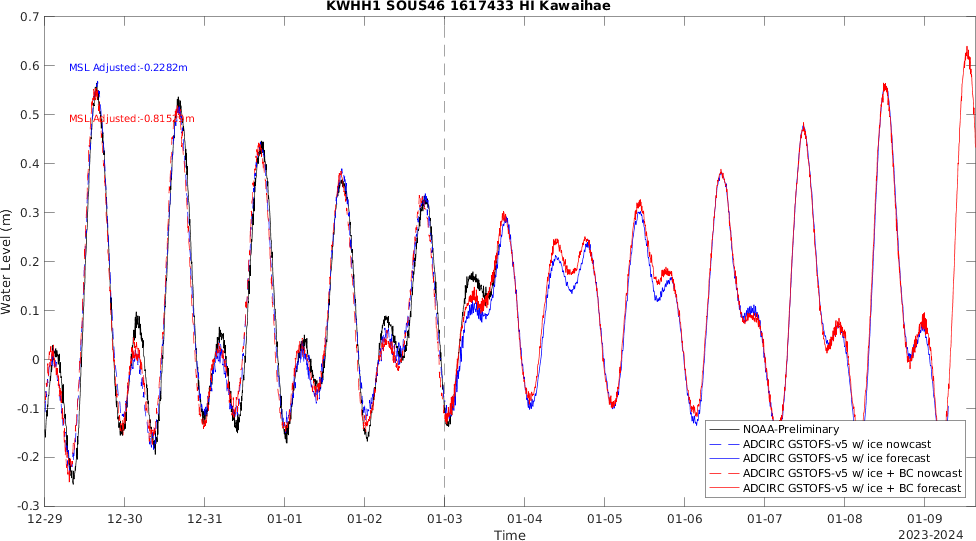 KWHH1 SOUS46 1617433 HI Kawaihae
0.7
0.6
0.5
0.4
0.3
0.2
0.1
0
-0.1
-0.2
-0.3
Water Level (m)
MSL Adjusted:-0.2282m
MSL Adjusted:
NOAA-Preliminary
ADCIRC GSTOFS-v5 w/ ice nowcast
ADCIRC GSTOFS-v5 w/ ice forecast
ADCIRC GSTOFS-v5 w/ ice + BC nowcast
ADCIRC GSTOFS-v5 w/ ice + BC forecast
12-29 12-30 12-31 01-01 01-02 01-03 01-04 01-05 01-06 01-07 01-08 01-09
Time
2023-2024